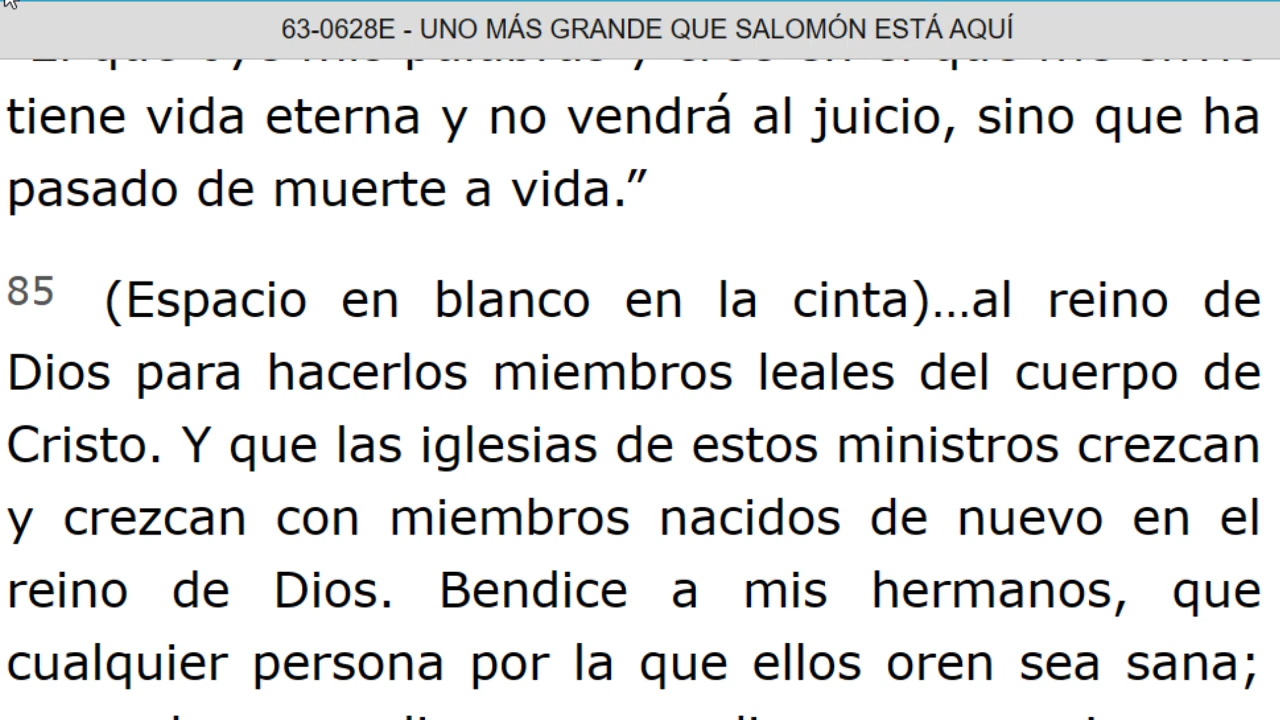 63-0628E - UNO MÁS GRANDE QUE SALOMÓN ESTÁ AQUÍ
tiene vida eterna y no vendrá al juicio, sino que ha
pasado de muerte a vida.”
85 (Espacio en blanco en la cinta)…al reino de
Dios para hacerlos miembros leales del cuerpo de
Cristo. Y que las iglesias de estos ministros crezcan
y crezcan con miembros nacidos de nuevo en el
reino de Dios. Bendice a mis hermanos, que
cualquier persona por la que ellos oren sea sana;